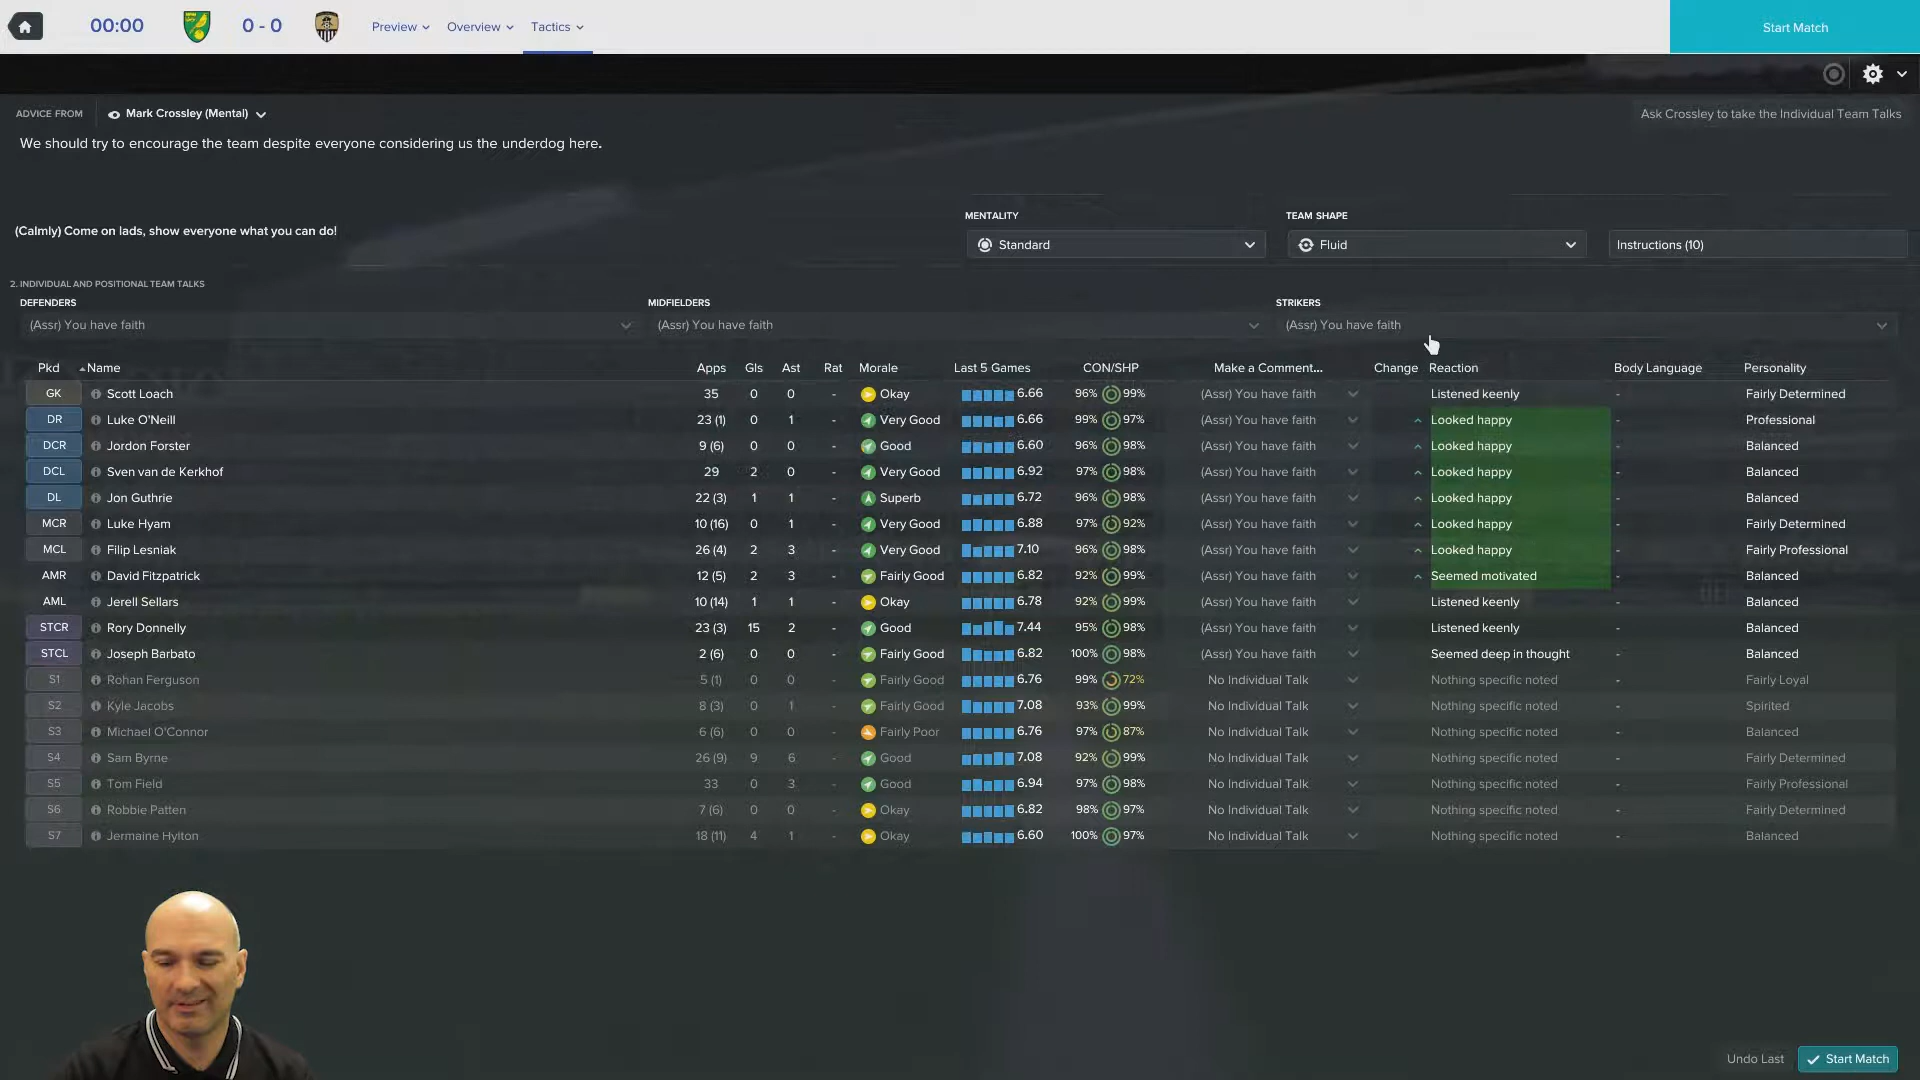 00:00 0 - 0 Preview Overview Tactics Start Match
ADVICE FROM Mark Crossley (Mental) Ask Crossley to take the Individual Team Talks
We should try to encourage the team despite everyone considering us the underdog here.
MENTALITY TEAM SHAPE
(Calmly) Come on lads, show everyone what you can do! Standard Fluid Instructions (10)
2. INDIVIDUAL AND POSITIONAL TEAM TALKS
DEFENDERS MIDFIELDERS STRIKERS
(Assr) You have faith (Assr) You have faith (Assr) You have faith
Pkd Name Apps Gls Ast Rat Morale Last 5 Games CON/SHP Make a Comment... Change Reaction Body Language Personality
GK Scott Loach 35 0 0 - Okay 6.66 96% 99% (Assr) You have faith Listened keenly - Fairly Determined
DR Luke O'Neill 23 (1) 0 1 - Very Good 6.66 99% 97% (Assr) You have faith Looked happy - Professional
DCR Jordon Forster 9 (6) 0 0 - Good 6.60 96% 98% (Assr) You have faith Looked happy - Balanced
DCL Sven van de Kerkhof 29 2 0 - Very Good 6.92 97% 98% (Assr) You have faith Looked happy - Balanced
DL Jon Guthrie 22 (3) 1 1 - Superb 6.72 96% 98% (Assr) You have faith Looked happy - Balanced
MCR Luke Hyam 10 (16) 0 1 - Very Good 6.88 97% 92% (Assr) You have faith Looked happy - Fairly Determined
MCL Filip Lesniak 26 (4) 2 3 - Very Good 7.10 96% 98% (Assr) You have faith Looked happy - Fairly Professional
AMR David Fitzpatrick 12 (5) 2 3 - Fairly Good 6.82 92% 99% (Assr) You have faith Seemed motivated - Balanced
AML Jerell Sellars 10 (14) 1 1 - Okay 6.78 92% 99% (Assr) You have faith Listened keenly - Balanced
STCR Rory Donnelly 23 (3) 15 2 - Good 7.44 95% 98% (Assr) You have faith Listened keenly - Balanced
STCL Joseph Barbato 2 (6) 0 0 - Fairly Good 6.82 100% 98% (Assr) You have faith Seemed deep in thought - Balanced
S1 Rohan Ferguson 5 (1) 0 0 - Fairly Good 6.76 99% 72% No Individual Talk Nothing specific noted - Fairly Loyal
S2 Kyle Jacobs 8 (3) 0 1 - Fairly Good 7.08 93% 99% No Individual Talk Nothing specific noted - Spirited
S3 Michael O'Connor 6 (6) 0 0 - Fairly Poor 6.76 97% 87% No Individual Talk Nothing specific noted - Balanced
S4 Sam Byrne 26 (9) 9 6 - Good 7.08 92% 99% No Individual Talk Nothing specific noted - Fairly Determined
S5 Tom Field 33 0 3 - Good 6.94 97% 98% No Individual Talk Nothing specific noted - Fairly Professional
S6 Robbie Patten 7 (6) 0 0 - Okay 6.82 98% 97% No Individual Talk Nothing specific noted - Fairly Determined
S7 Jermaine Hylton 18 (11) 4 1 - Okay 6.60 100% 97% No Individual Talk Nothing specific noted - Balanced
Undo Last Start Match